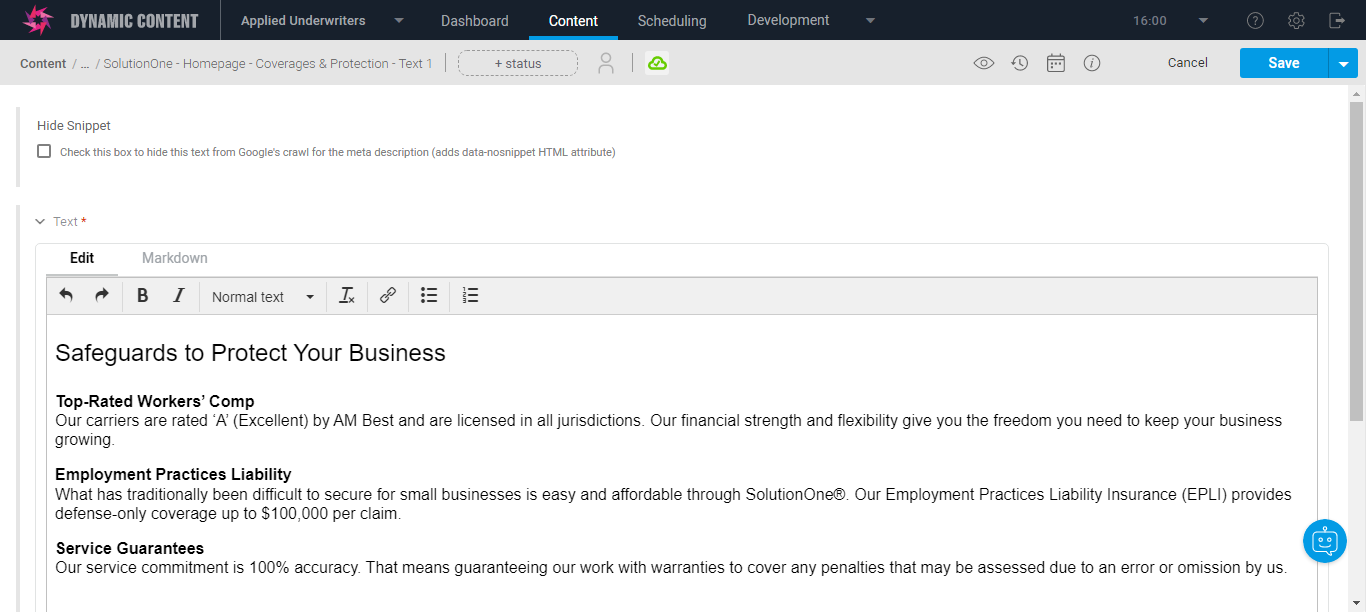 DYNAMIC CONTENT Applied Underwriters Dashboard Content Scheduling Development 16:00
Content / ... / SolutionOne - Homepage - Coverages & Protection - Text 1 + status Cancel Save
Hide Snippet
Check this box to hide this text from Google's crawl for the meta description (adds data-nosnippet HTML attribute)
Text *
Edit Markdown
B I Normal text
Safeguards to Protect Your Business
Top-Rated Workers’ Comp
Our carriers are rated ‘A’ (Excellent) by AM Best and are licensed in all jurisdictions. Our financial strength and flexibility give you the freedom you need to keep your business
growing.
Employment Practices Liability
What has traditionally been difficult to secure for small businesses is easy and affordable through SolutionOne®. Our Employment Practices Liability Insurance (EPLI) provides
defense-only coverage up to $100,000 per claim.
Service Guarantees
Our service commitment is 100% accuracy. That means guaranteeing our work with warranties to cover any penalties that may be assessed due to an error or omission by us.